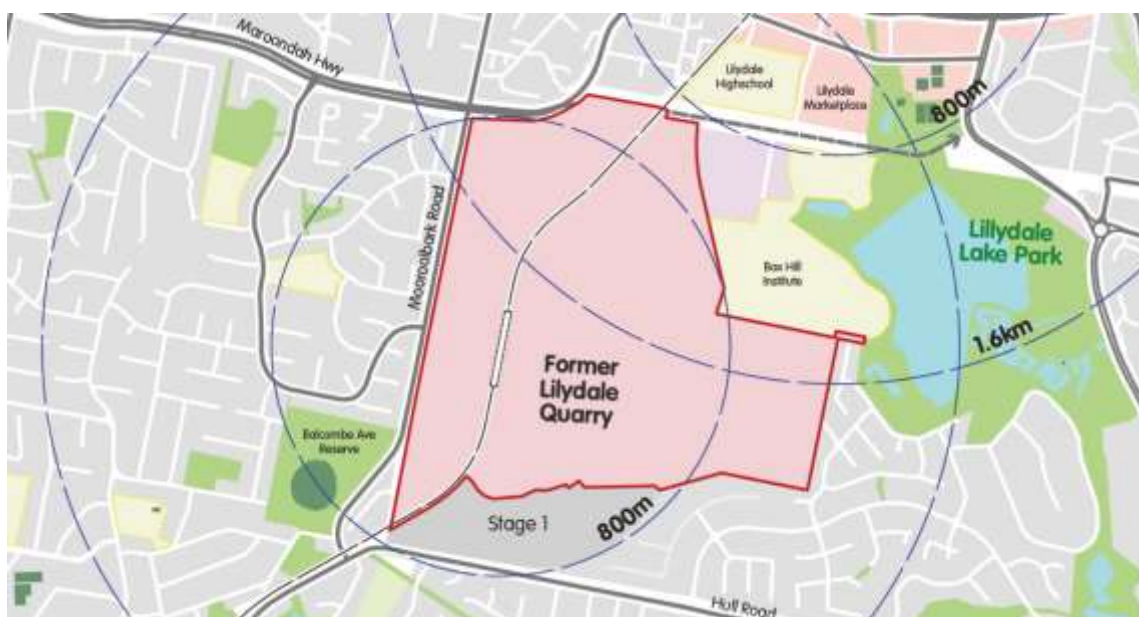 Maroondah Hwy
Lilydale
Highschool
Lilydale
Marketplace
800m
Mooroolbark Road
Lillydale
Lake Park
Box Hill
Institute
1.6km
Former
Lilydale
Quarry
Balcombe Ave
Reserve
Stage 1
800m
Hull Road